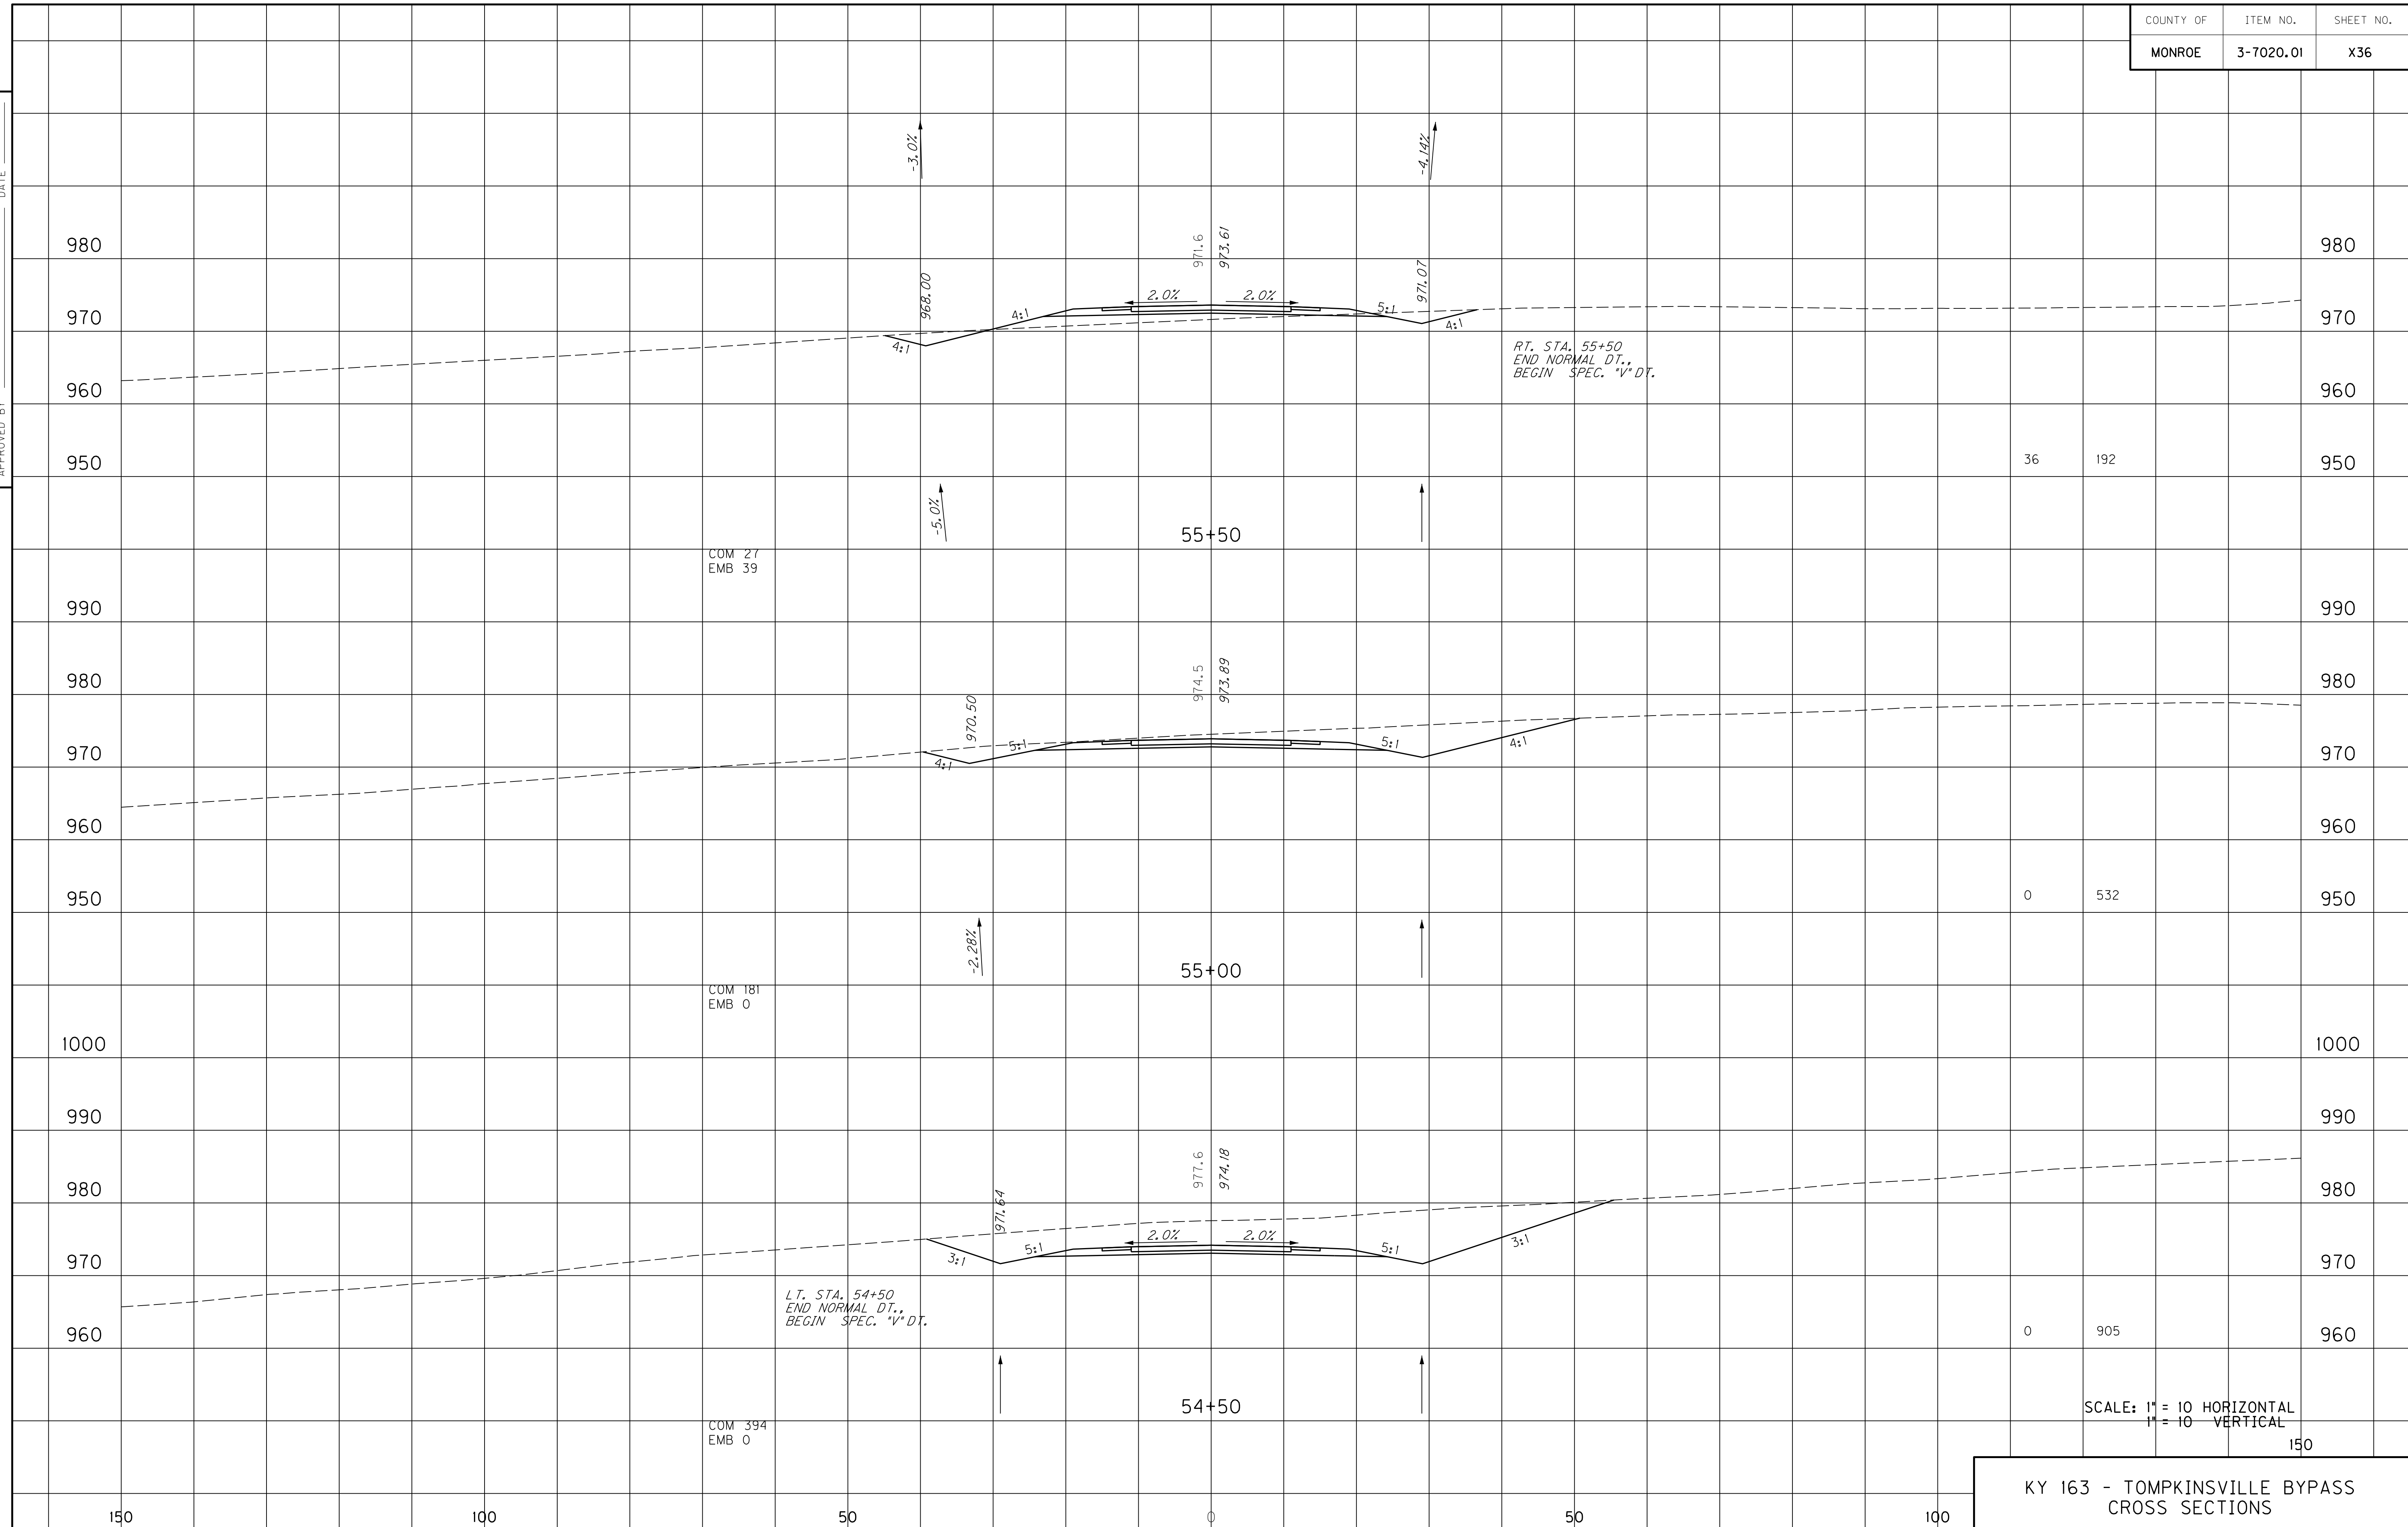 COUNTY OF ITEM NO. SHEET NO.
MONROE 3-7020.01 X36
APPROVED BY DATE
-3.0% -4.14%
980 971.6 973.61 980
968.00 971.07
2.0% 2.0%
970 4:1 5:1 970
4:1 4:1
RT. STA. 55+50
END NORMAL DT.,
BEGIN SPEC. "V" DT.
960 960
950 36 192 950
-5.0%
55+50
COM 27
EMB 39
990 990
980 974.5 973.89 980
970.50
970 5:1 5:1 970
4:1 4:1
960 960
950 0 532 950
-2.28%
55+00
COM 181
EMB 0
1000 1000
990 990
980 977.6 974.18 980
971.64
2.0% 2.0%
970 3:1 5:1 5:1 3:1 970
LT. STA. 54+50
END NORMAL DT.,
BEGIN SPEC. "V" DT.
960 0 905 960
54+50
COM 394
EMB 0
SCALE: 1" = 10 HORIZONTAL
1" = 10 VERTICAL
150
KY 163 - TOMPKINSVILLE BYPASS
CROSS SECTIONS
150 100 50 0 50 100